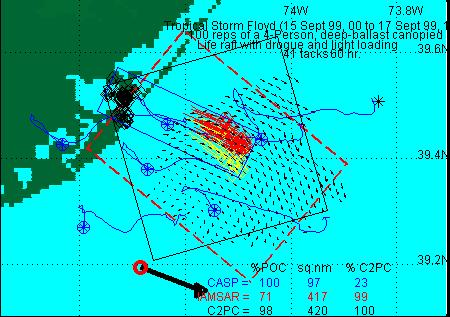 74W 73.8W
Tropical Storm Floyd (15 Sept 99, 00 to 17 Sept 99, 1
100 reps of a 4-Person, deep-ballast canopied
Life raft with drogue and light loading
41 tacks 60 hr.
39.6N
39.4N
39.2N
%POC sq.nm % C2PC
CASP = 100 97 23
IAMSAR = 71 417 99
C2PC = 98 420 100